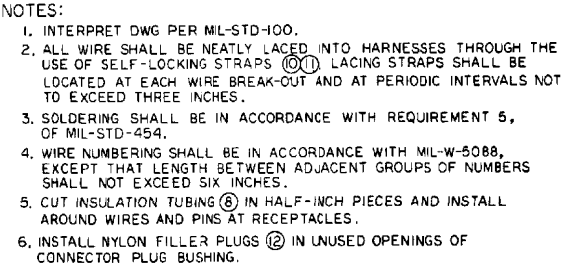 NOTES:
1. INTERPRET DWG PER MIL-STD-100.
2. ALL WIRE SHALL BE NEATLY LACED INTO HARNESSES THROUGH THE
USE OF SELF-LOCKING STRAPS ⑩⑪. LACING STRAPS SHALL BE
LOCATED AT EACH WIRE BREAK-OUT AND AT PERIODIC INTERVALS NOT
TO EXCEED THREE INCHES.
3. SOLDERING SHALL BE IN ACCORDANCE WITH REQUIREMENT 5,
OF MIL-STD-454.
4. WIRE NUMBERING SHALL BE IN ACCORDANCE WITH MIL-W-5088,
EXCEPT THAT LENGTH BETWEEN ADJACENT GROUPS OF NUMBERS
SHALL NOT EXCEED SIX INCHES.
5. CUT INSULATION TUBING ⑧ IN HALF-INCH PIECES AND INSTALL
AROUND WIRES AND PINS AT RECEPTACLES.
6. INSTALL NYLON FILLER PLUGS ⑫ IN UNUSED OPENINGS OF
CONNECTOR PLUG BUSHING.